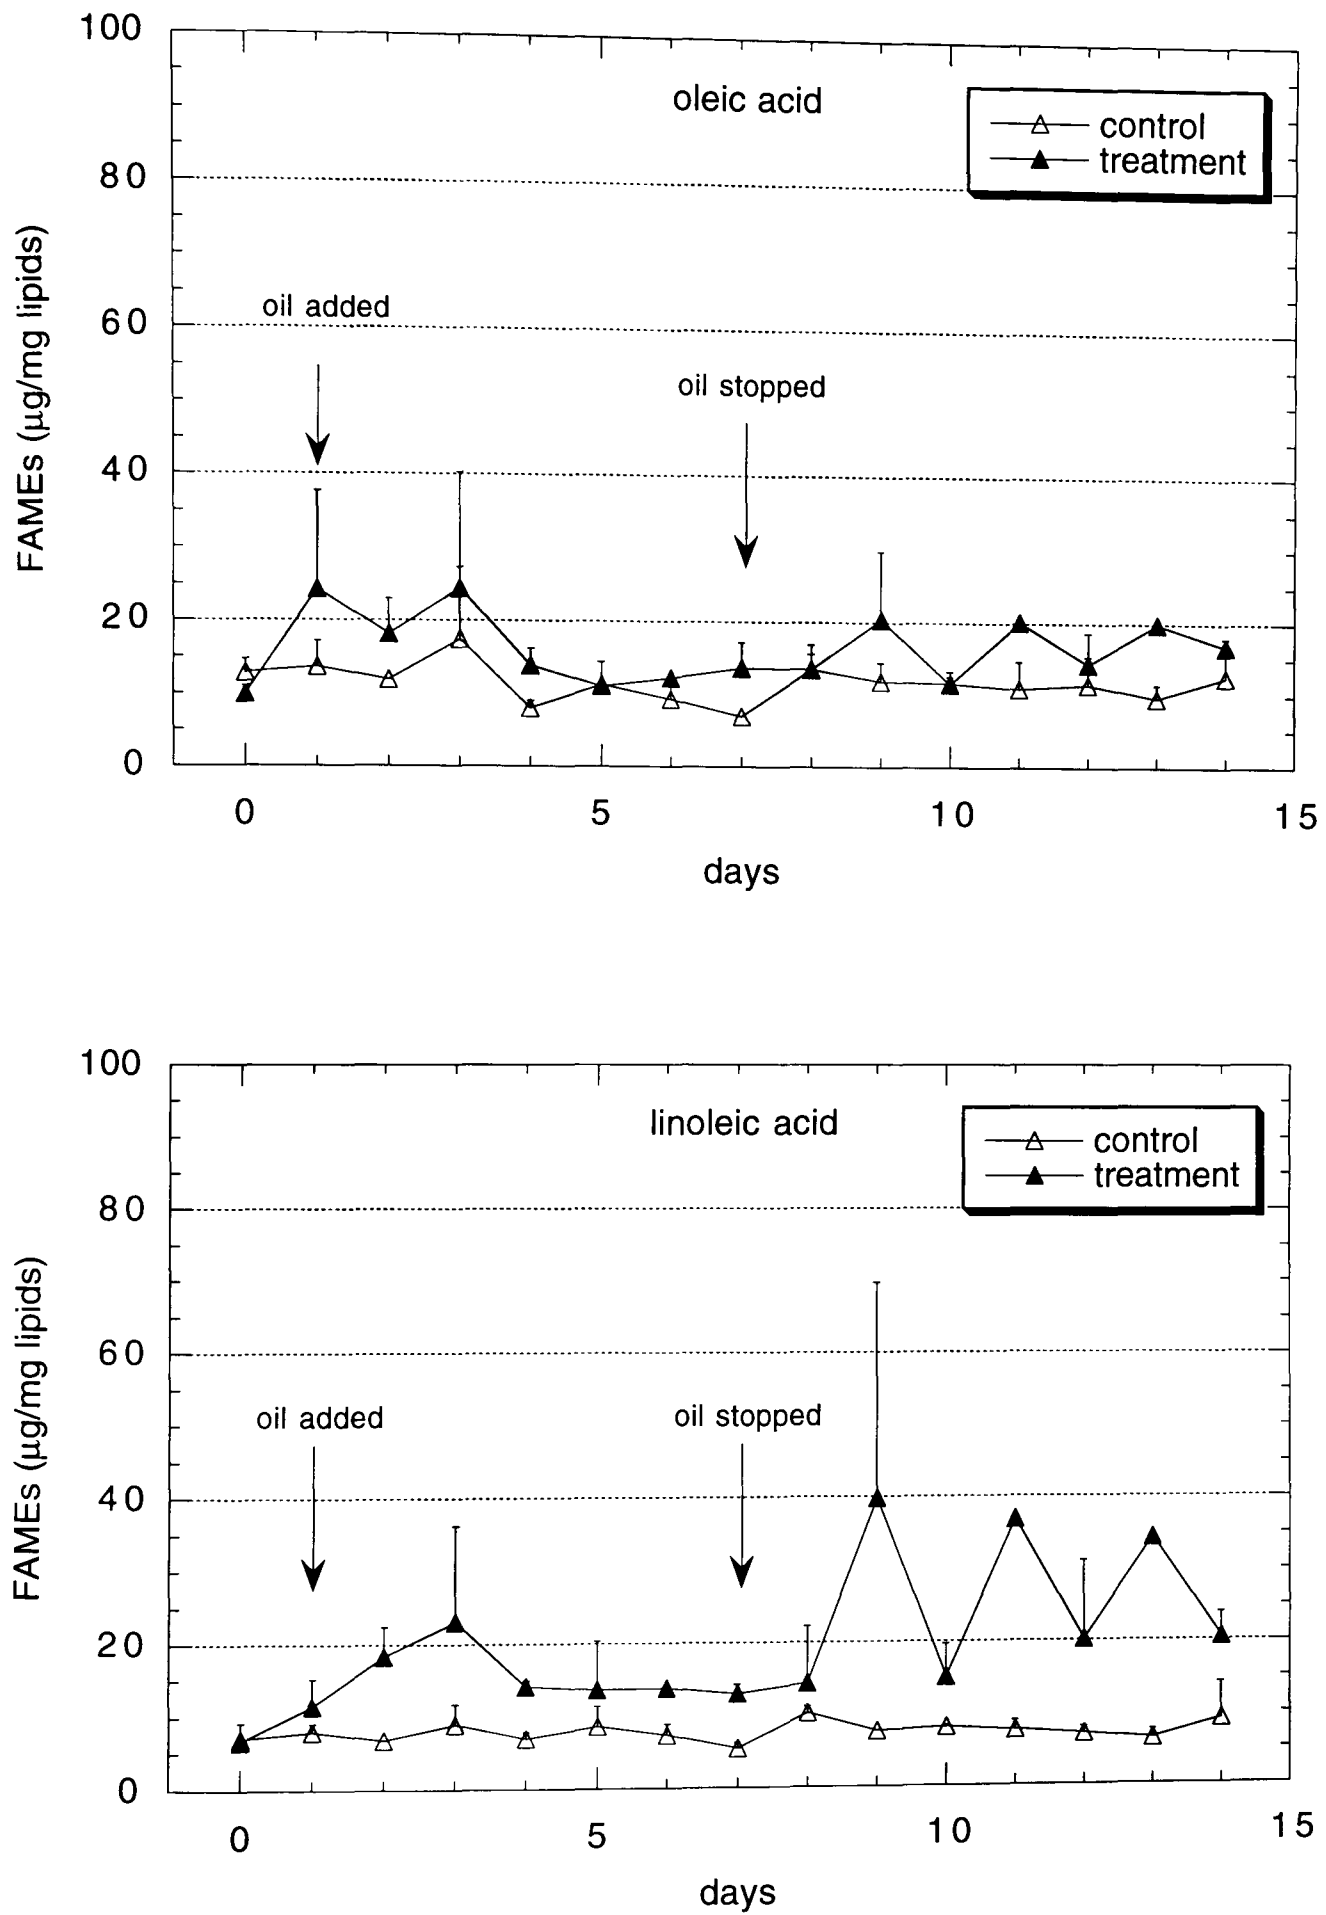 100
oleic acid
control
treatment
80
oil added
60
oil stopped
40
20
0
FAMEs (µg/mg lipids)
0 5 10 15
days
100
linoleic acid
control
treatment
80
60
oil added
oil stopped
40
20
0
FAMEs (µg/mg lipids)
0 5 10 15
days